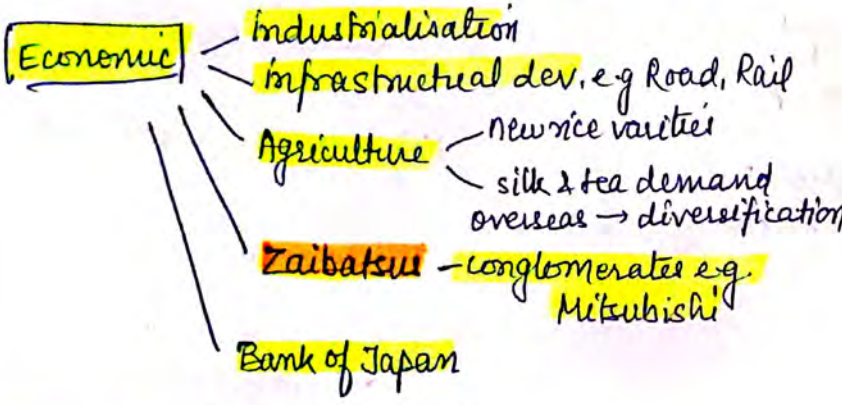 Economic
industrialisation
infrastructural dev. e.g Road, Rail
Agriculture
new rice varities
silk & tea demand
overseas → diversification
Zaibatsu - conglomerates e.g.
Mitsubishi
Bank of Japan